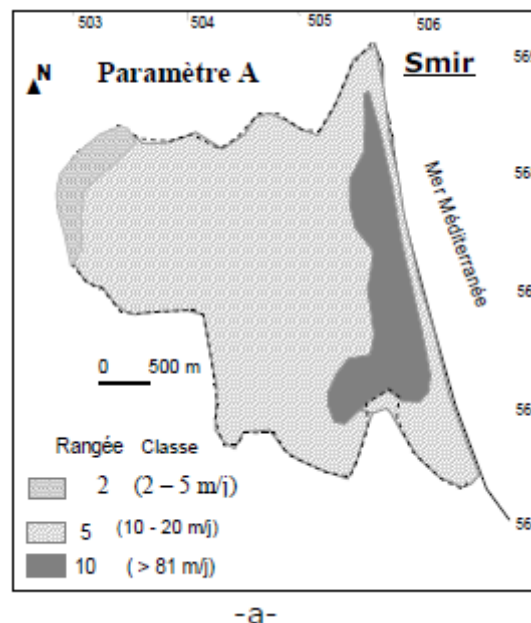 503 504 505 506
Smir
N
Paramètre A
569
Mer Méditerranée
0 500 m
Rangée Classe
2 (2 – 5 m/j)
5 (10 - 20 m/j)
10 ( > 81 m/j)
-a-